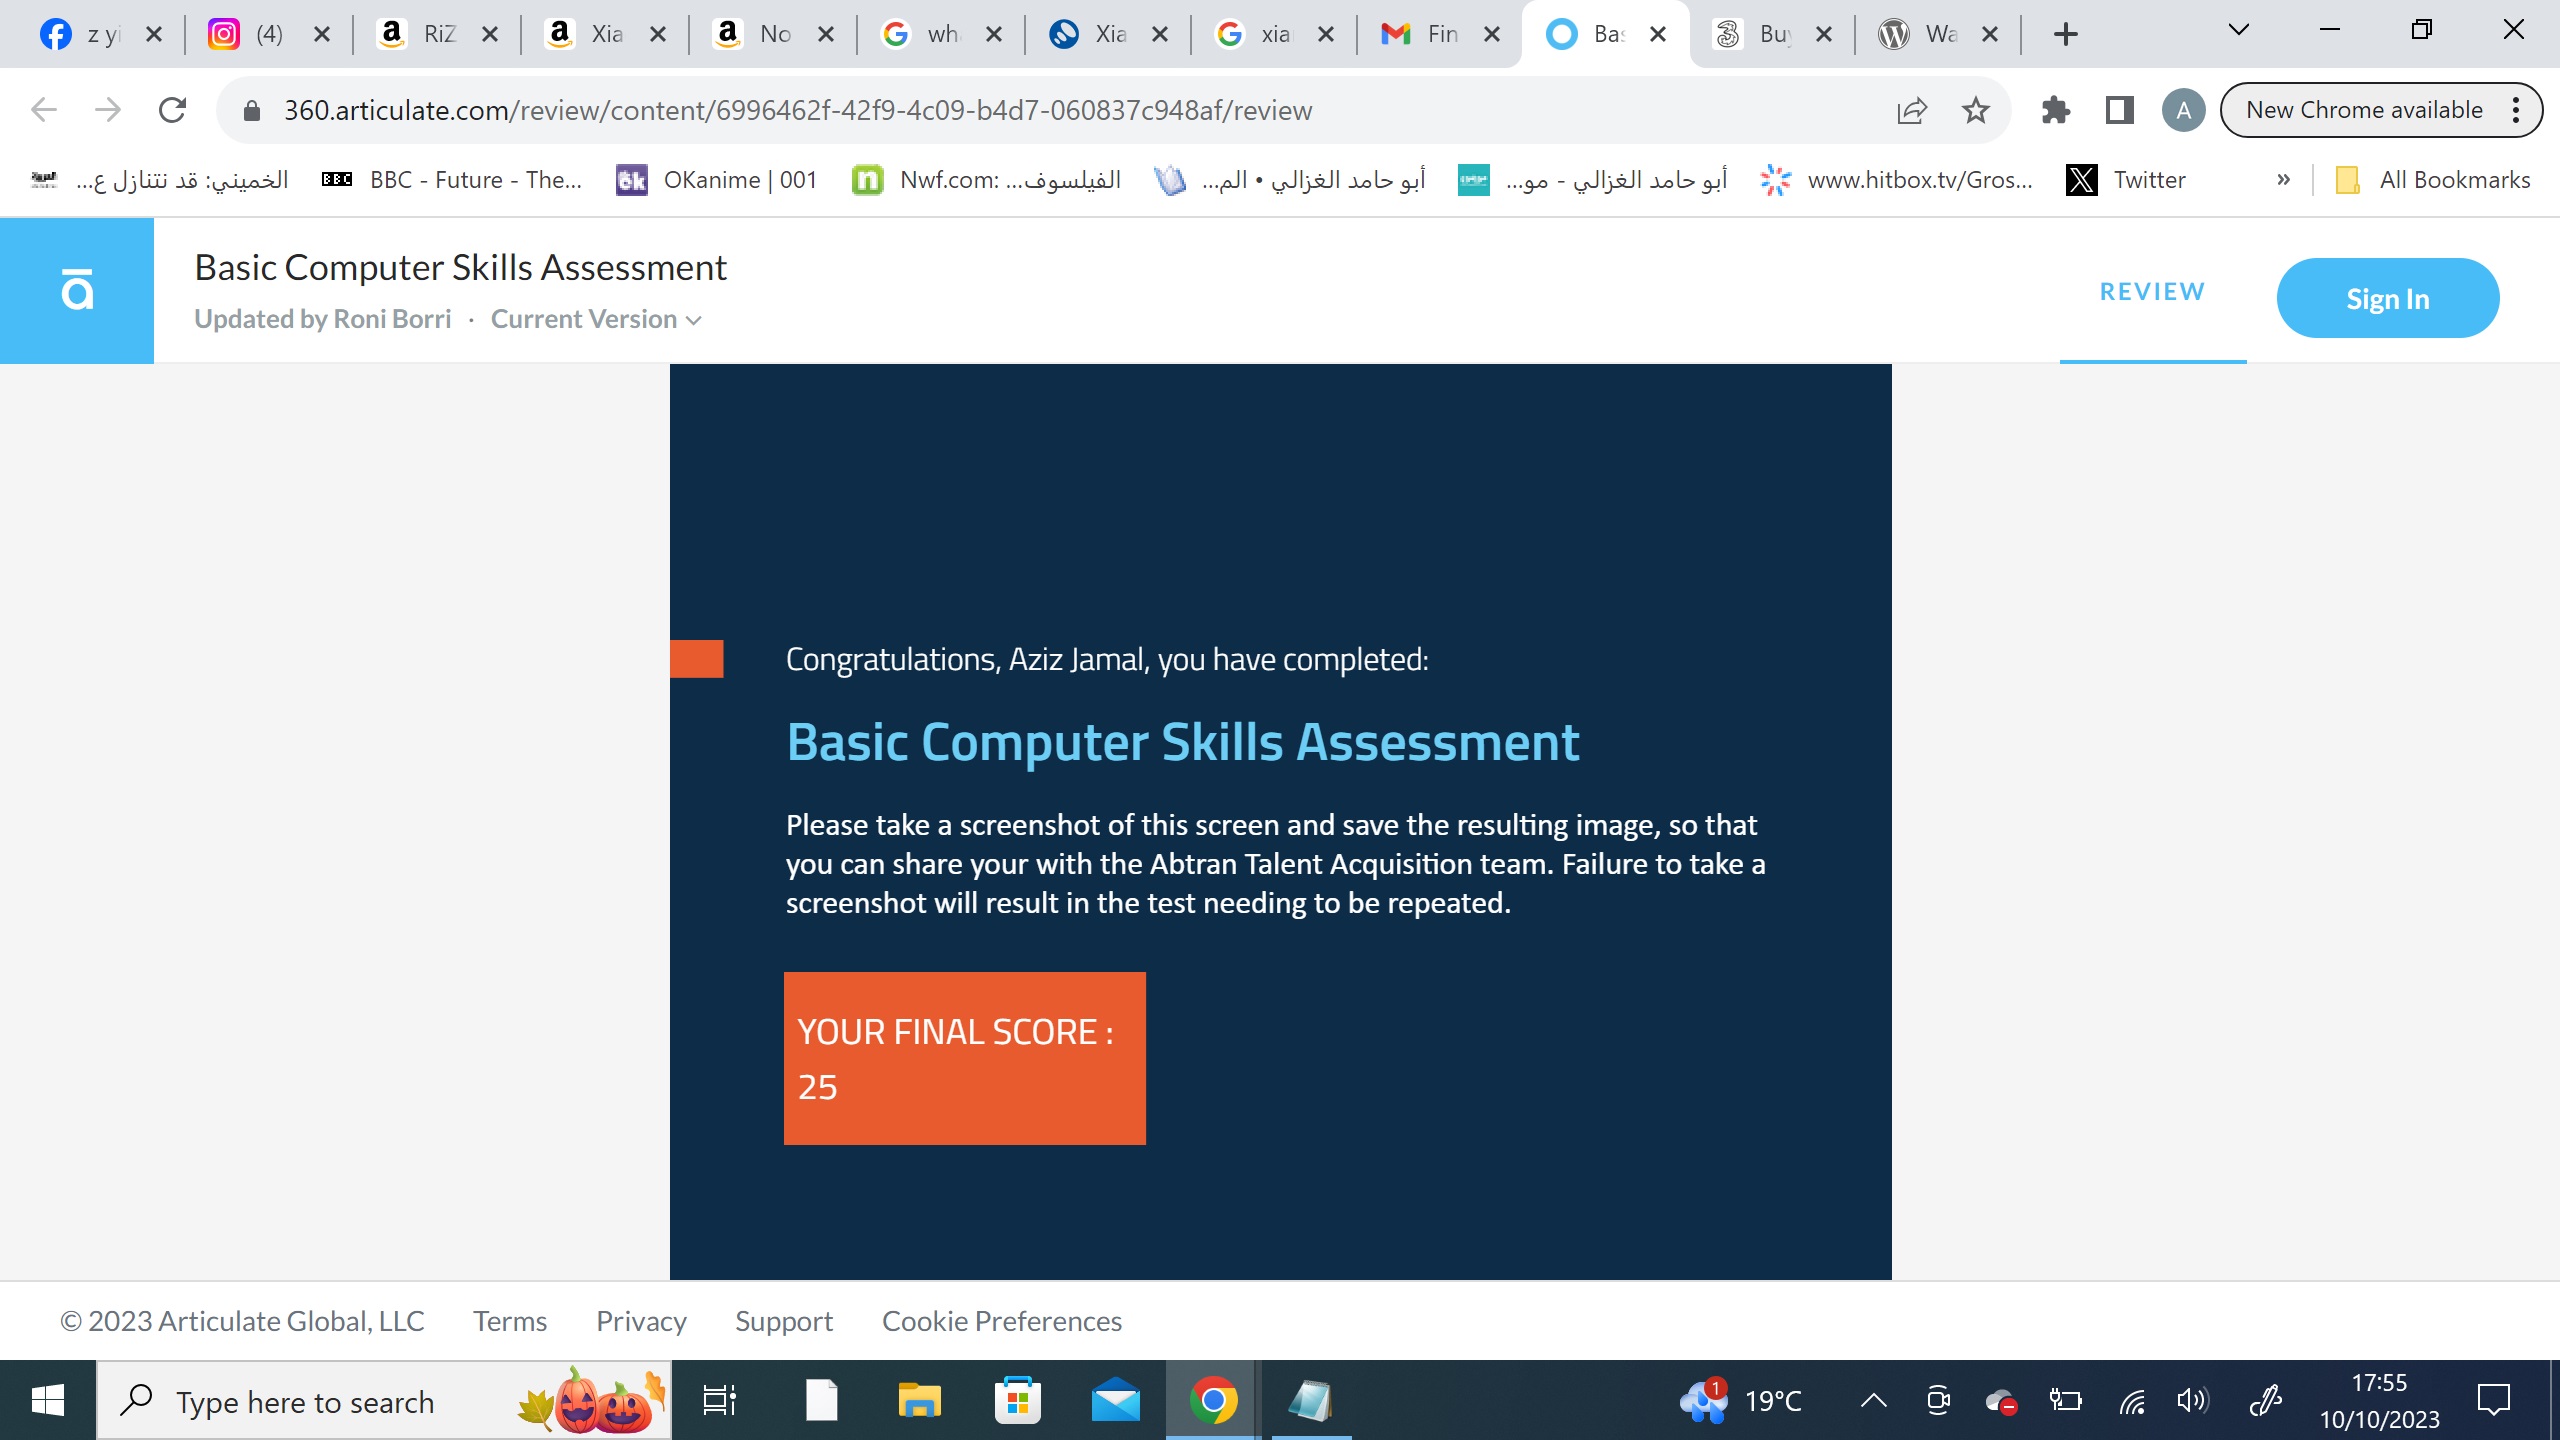 z yi
(4)
RiZ
Xia
No
wh
Xia
xia
Fin
Bas
Buy
Wa
360.articulate.com/review/content/6996462f-42f9-4c09-b4d7-060837c948af/review
A
New Chrome available
الخميني: قد نتنازل ع...
BBC
BBC - Future - The...
ok
OKanime | 001
n
Nwf.com: الفيلسوف...
أبو حامد الغزالي • الم...
أبو حامد الغزالي - مو...
www.hitbox.tv/Gros...
X
Twitter
»
All Bookmarks
ā
Basic Computer Skills Assessment
Updated by Roni Borri · Current Version
REVIEW
Sign In
Congratulations, Aziz Jamal, you have completed:
Basic Computer Skills Assessment
Please take a screenshot of this screen and save the resulting image, so that
you can share your with the Abtran Talent Acquisition team. Failure to take a
screenshot will result in the test needing to be repeated.
YOUR FINAL SCORE :
25
© 2023 Articulate Global, LLC
Terms
Privacy
Support
Cookie Preferences
Type here to search
1
19°C
17:55
10/10/2023